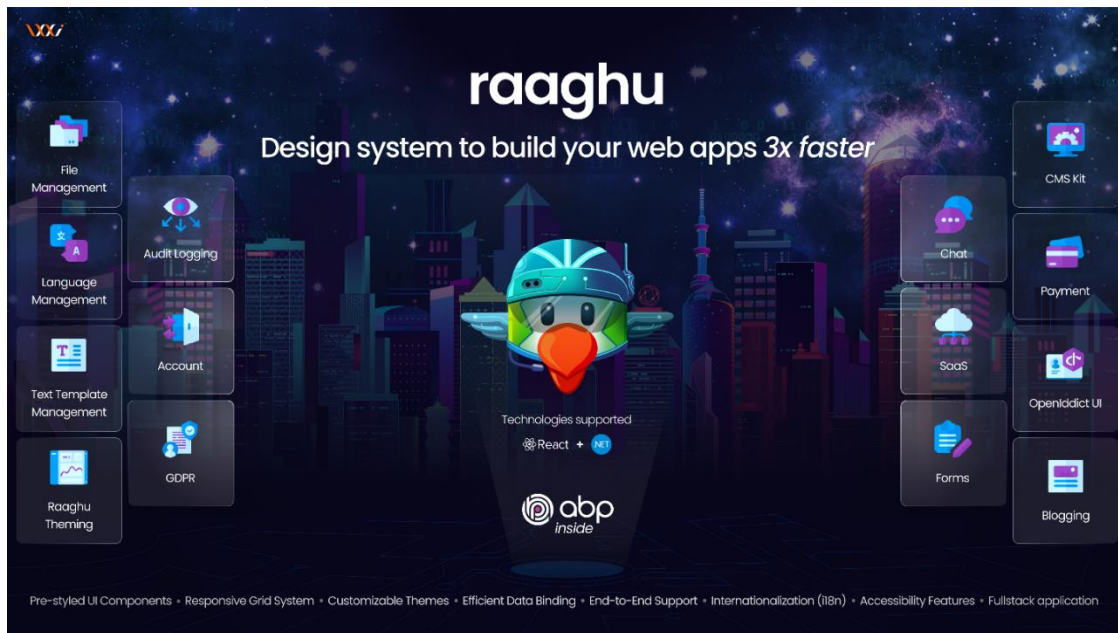 raaghu
Design system to build your web apps 3x faster
File
Management
Language
Management
Text Template
Management
Raaghu
Theming
Audit Logging
Account
GDPR
Technologies supported
React + NET
abp
inside
Chat
SaaS
Forms
CMS Kit
Payment
OpenIddict UI
Blogging
Pre-styled UI Components • Responsive Grid System • Customizable Themes • Efficient Data Binding • End-to-End Support • Internationalization (i18n) • Accessibility Features • Fullstack application